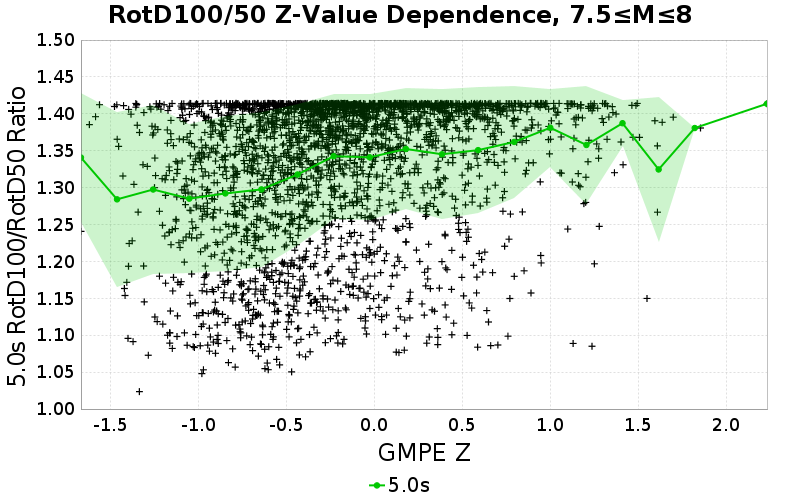 RotD100/50 Z-Value Dependence, 7.5≤M≤8
5.0s RotD100/RotD50 Ratio
1.50
1.45
1.40
1.35
1.30
1.25
1.20
1.15
1.10
1.05
1.00
-1.5 -1.0 -0.5 0.0 0.5 1.0 1.5 2.0
GMPE Z
5.0s